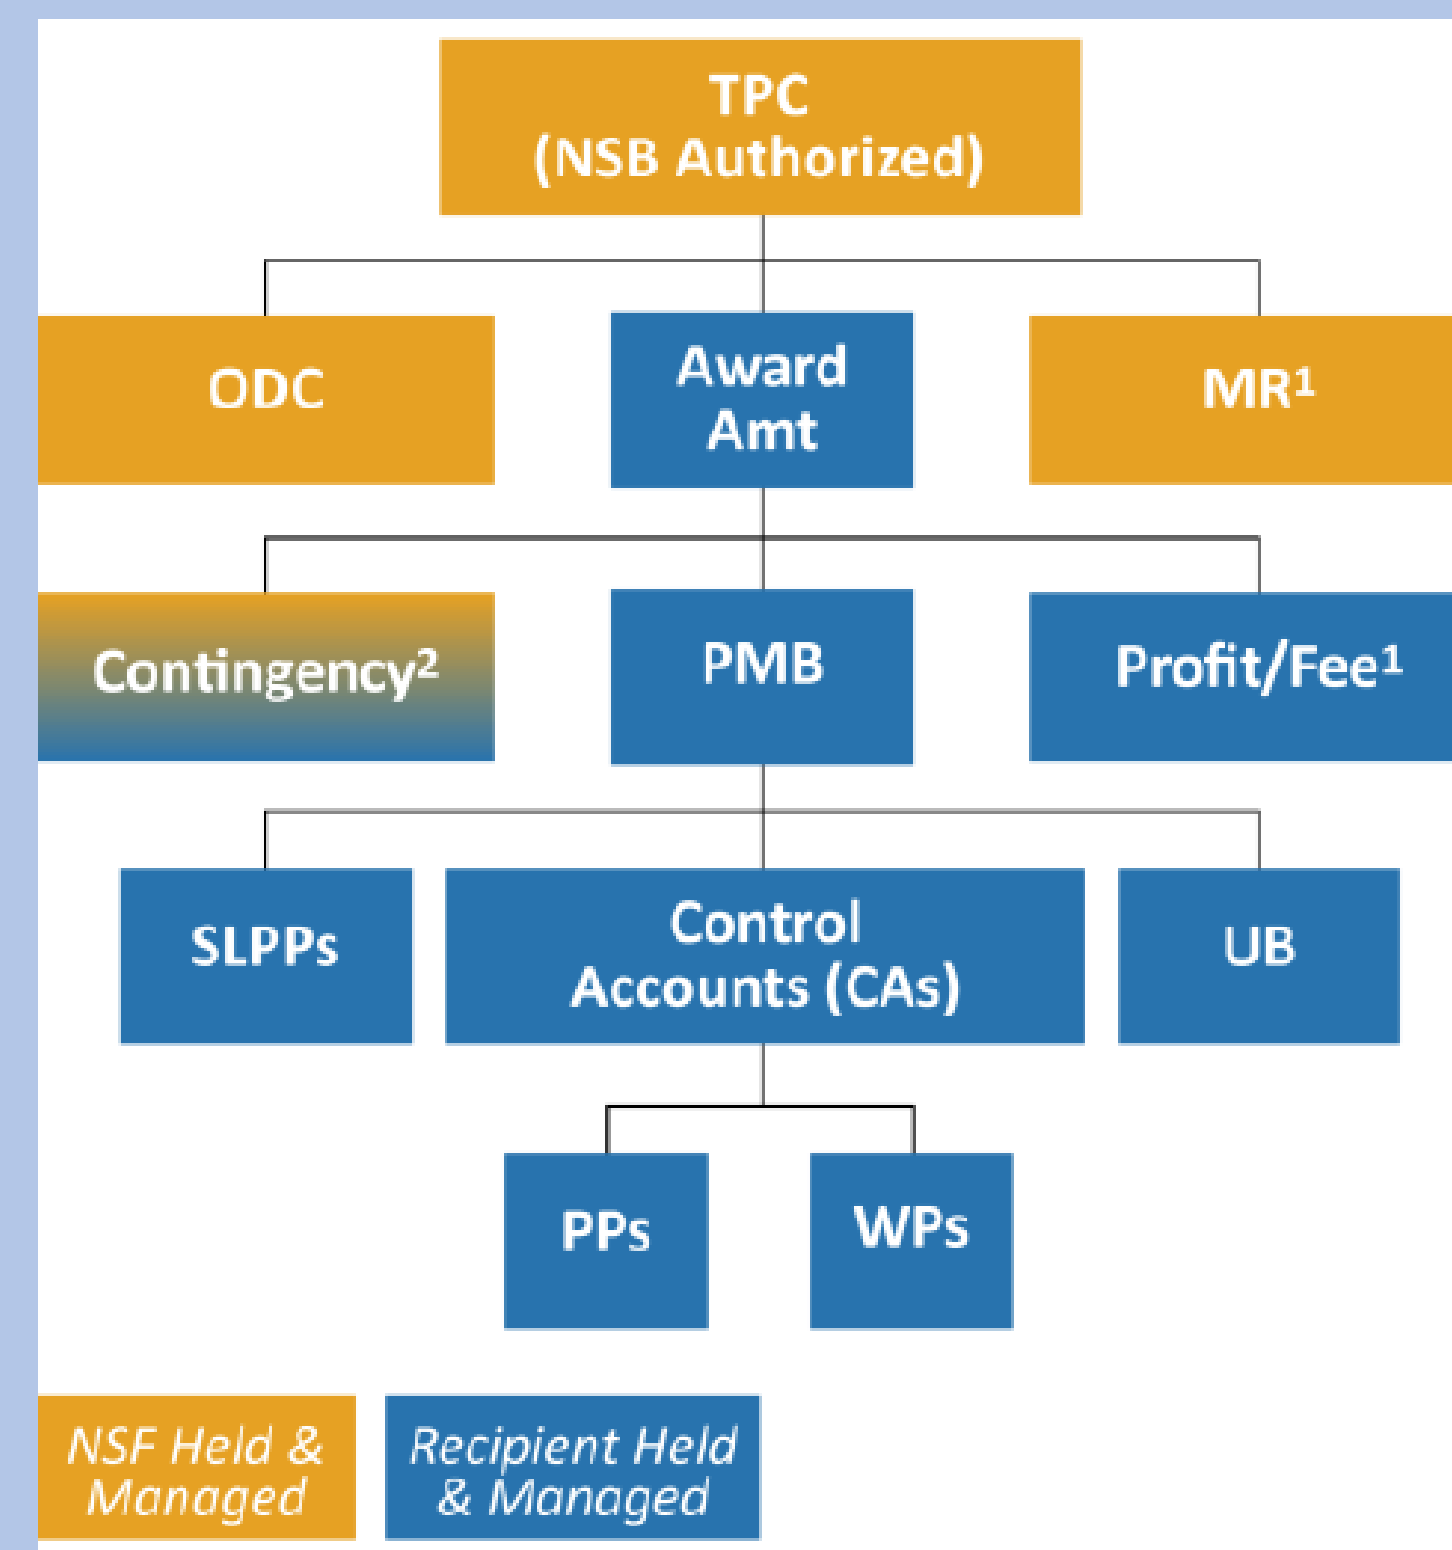 TPC
(NSB Authorized)
ODC
Award
Amt
MR¹
Contingency²
PMB
Profit/Fee¹
SLPPs
Control
Accounts (CAs)
UB
PPs
WPs
NSF Held &
Managed
Recipient Held
& Managed